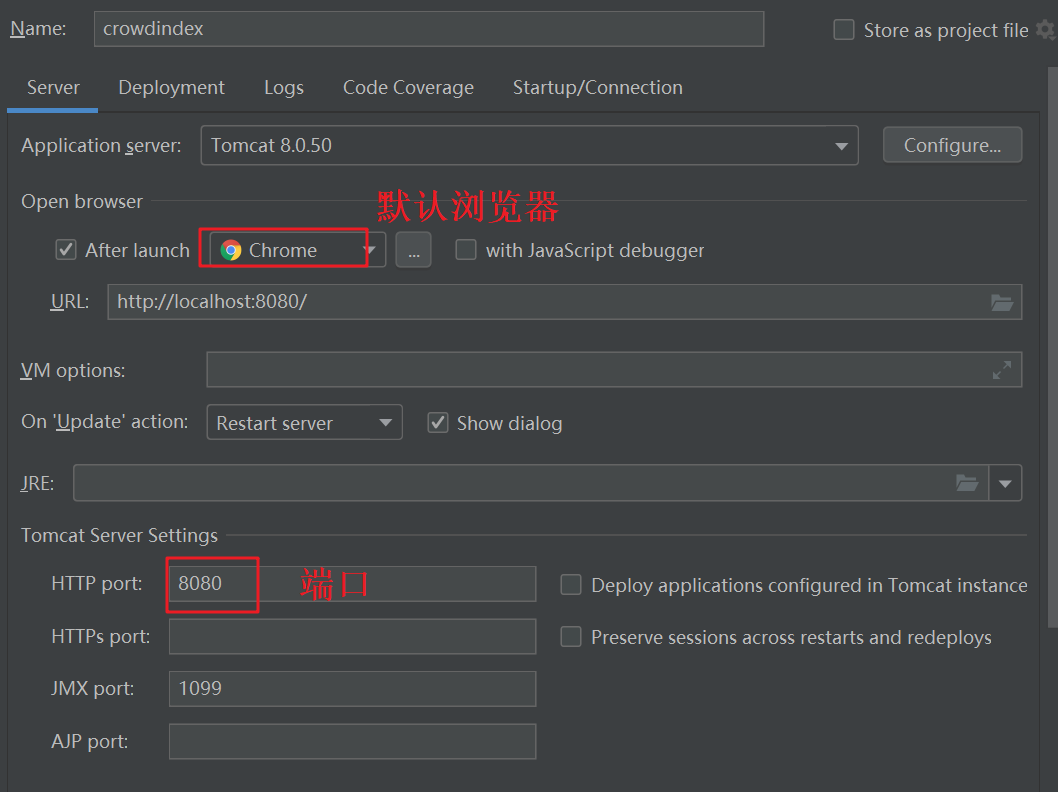 Name: crowdindex Store as project file
Server Deployment Logs Code Coverage Startup/Connection
Application server: Tomcat 8.0.50 Configure...
默认浏览器
Open browser
After launch Chrome ... with JavaScript debugger
URL: http://localhost:8080/
VM options:
On 'Update' action: Restart server Show dialog
JRE:
Tomcat Server Settings
HTTP port: 8080 端口 Deploy applications configured in Tomcat instance
HTTPs port: Preserve sessions across restarts and redeploys
JMX port: 1099
AJP port: